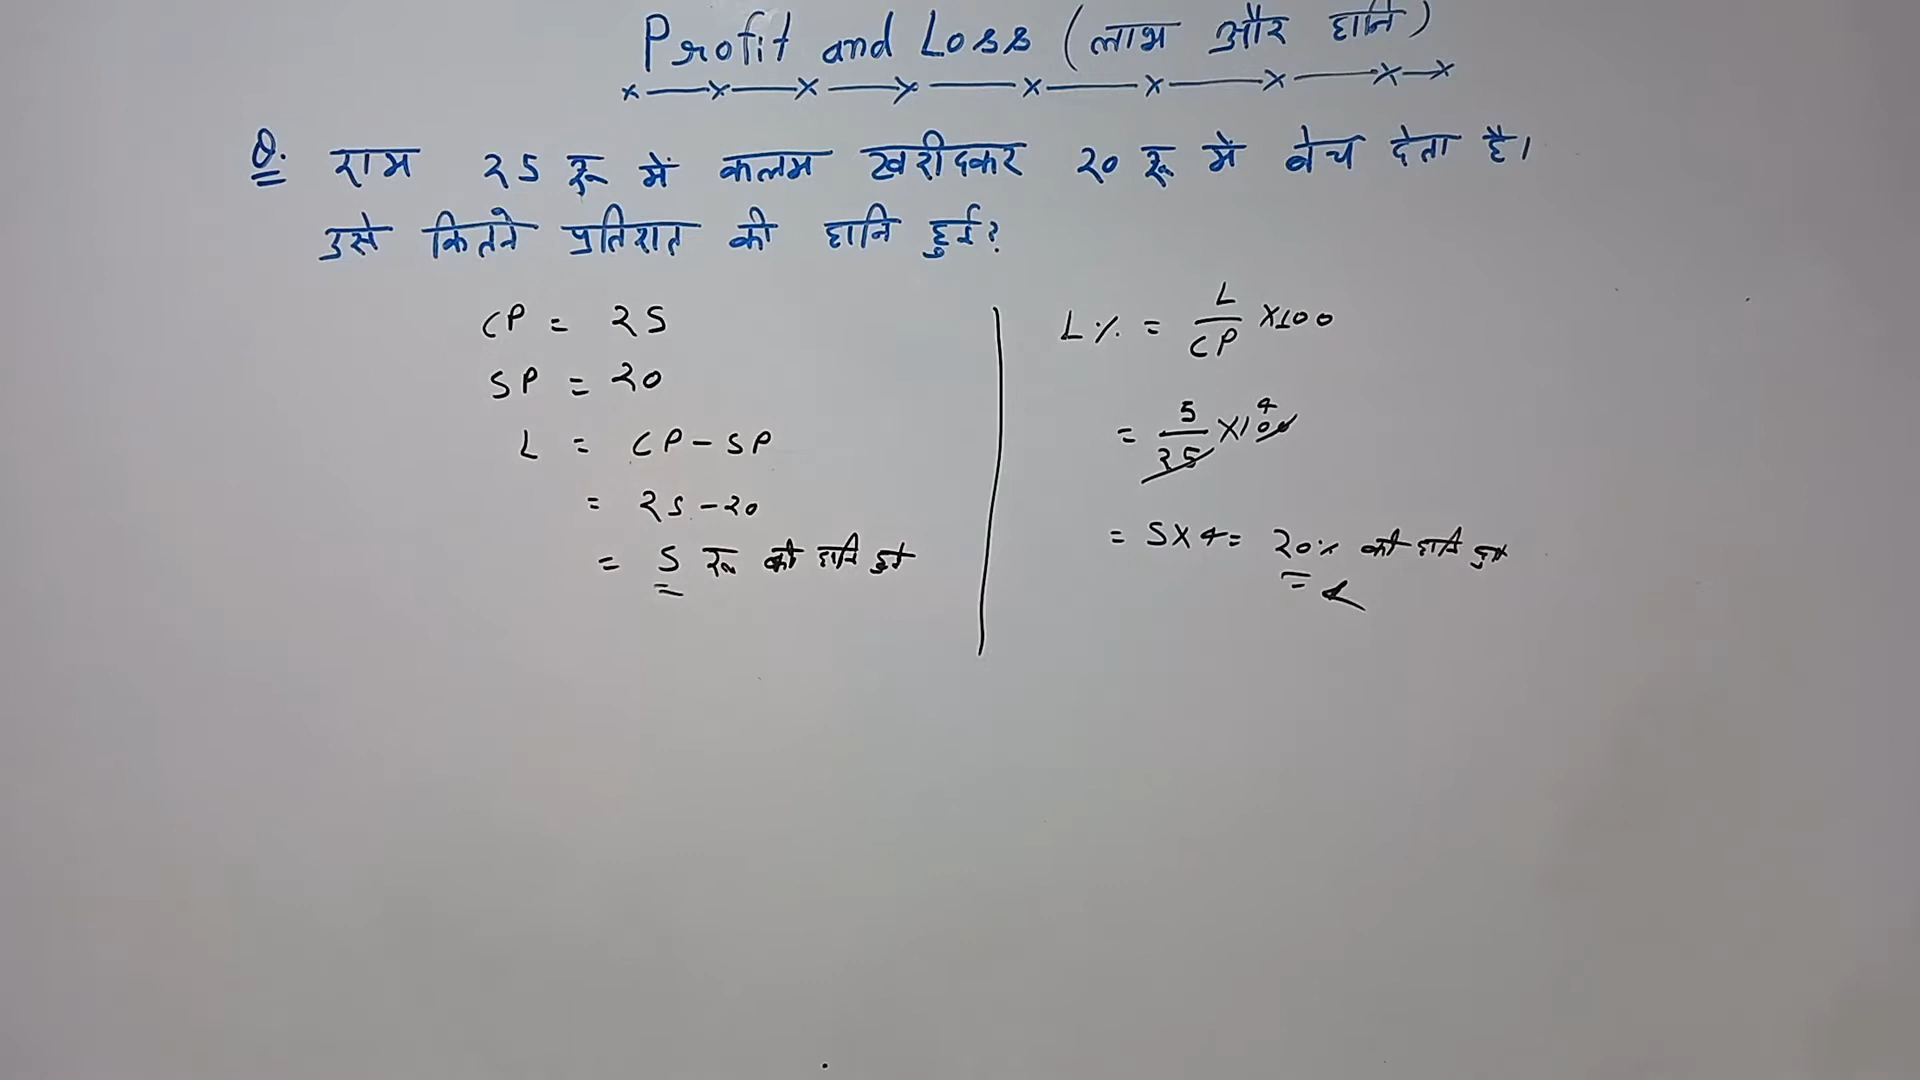 Profit and Loss (लाभ और हानि)
Q. राम 25 रू में कलम खरीदकर 20 रू में बेच देता है।
उसे कितने प्रतिशत की हानि हुई?
CP = 25
SP = 20
L = CP - SP
= 25 - 20
= 5 रू की हानि हुई
L% = L/CP × 100
= 5/25 × 100 4
= 5 × 4 = 20% की हानि हुई